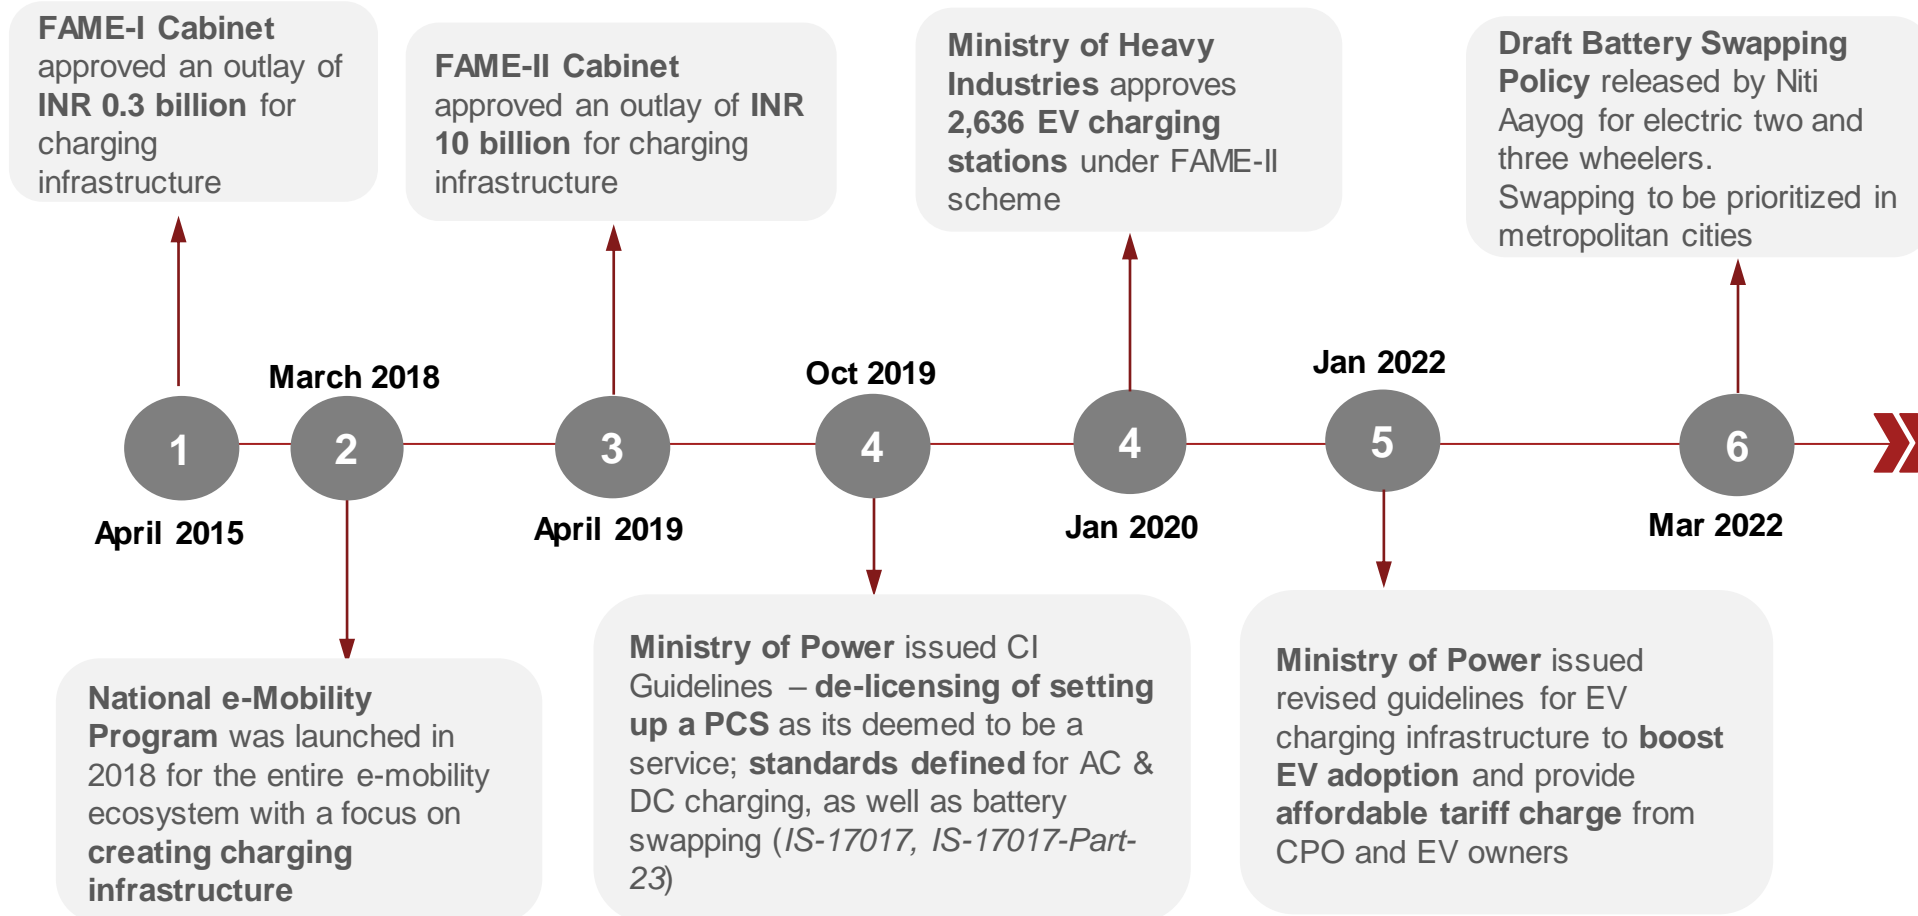 FAME-I Cabinet
approved an outlay of
INR 0.3 billion for
charging
infrastructure
FAME-II Cabinet
approved an outlay of INR
10 billion for charging
infrastructure
Ministry of Heavy
Industries approves
2,636 EV charging
stations under FAME-II
scheme
Draft Battery Swapping
Policy released by Niti
Aayog for electric two and
three wheelers.
Swapping to be prioritized in
metropolitan cities
March 2018
Oct 2019
Jan 2022
1
2
3
4
4
5
6
April 2015
April 2019
Jan 2020
Mar 2022
National e-Mobility
Program was launched in
2018 for the entire e-mobility
ecosystem with a focus on
creating charging
infrastructure
Ministry of Power issued CI
Guidelines – de-licensing of setting
up a PCS as its deemed to be a
service; standards defined for AC &
DC charging, as well as battery
swapping (IS-17017, IS-17017-Part-
23)
Ministry of Power issued
revised guidelines for EV
charging infrastructure to boost
EV adoption and provide
affordable tariff charge from
CPO and EV owners